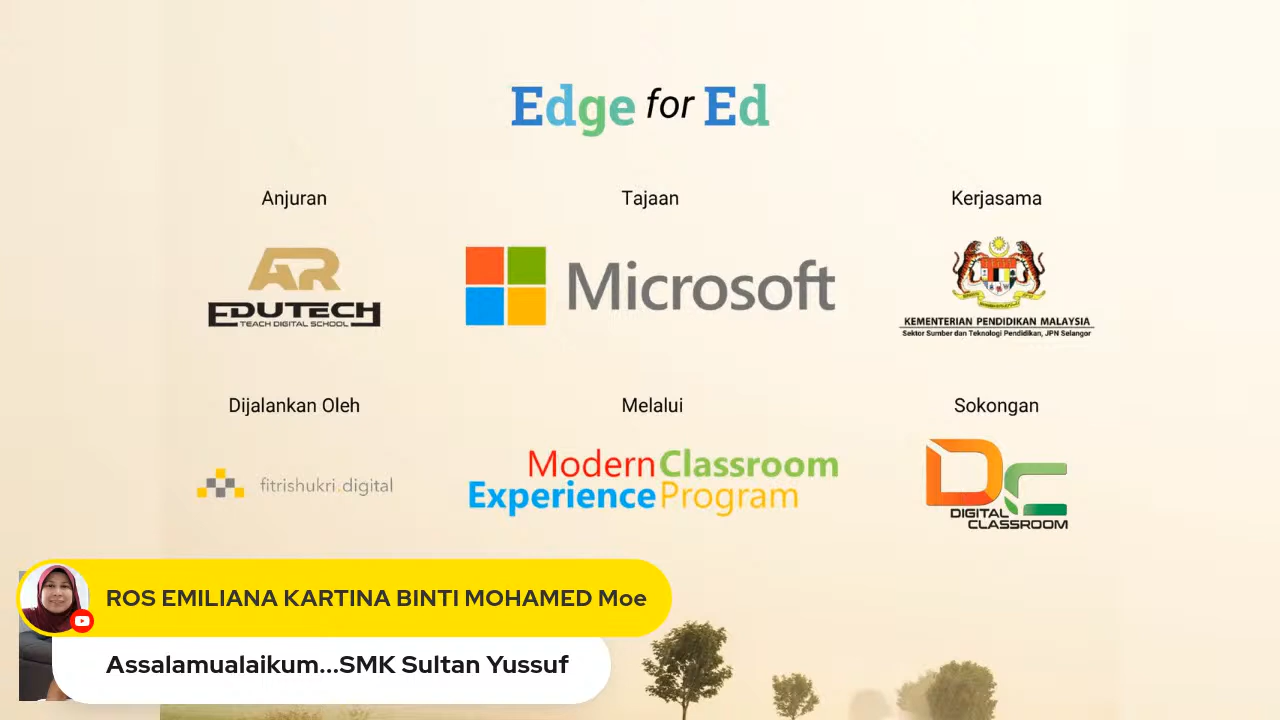 Edge for Ed
Anjuran
Tajaan
Kerjasama
AR
EDUTECH
TEACH DIGITAL SCHOOL
Microsoft
KEMENTERIAN PENDIDIKAN MALAYSIA
Sektor Sumber dan Teknologi Pendidikan, JPN Selangor
Dijalankan Oleh
Melalui
Sokongan
fitrishukri.digital
Modern Classroom
Experience Program
DC
DIGITAL
CLASSROOM
ROS EMILIANA KARTINA BINTI MOHAMED Moe
Assalamualaikum...SMK Sultan Yussuf